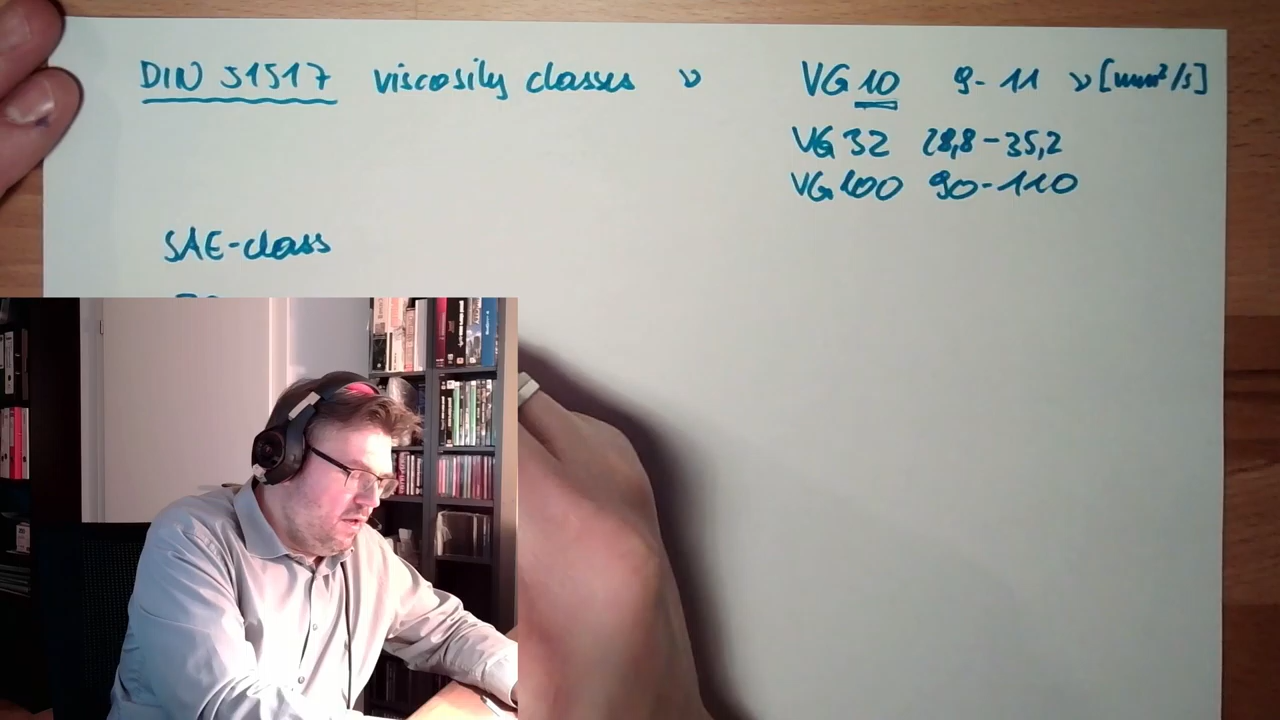 DIN 51517 viscosity classes ν VG 10 9-11 ν [mm²/s]
VG 32 28,8-35,2
VG 100 90-110
SAE-class